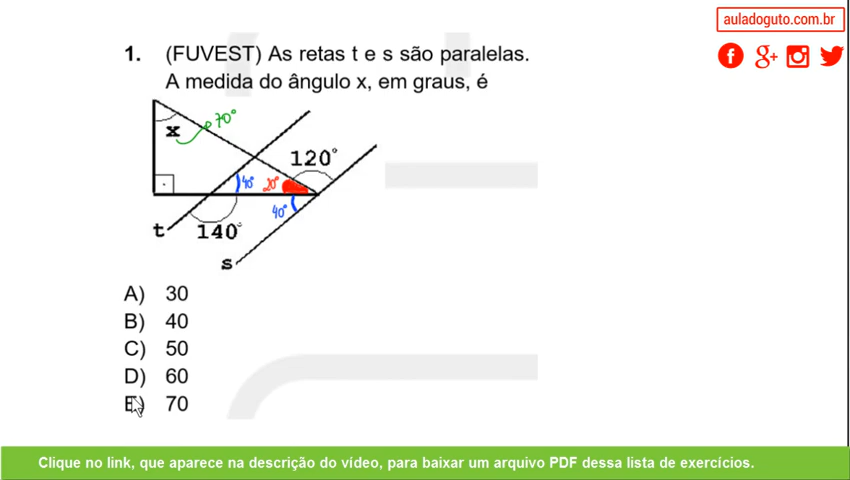 auladoguto.com.br
1. (FUVEST) As retas t e s são paralelas.
A medida do ângulo x, em graus, é
70°
x
120°
40°
20°
40°
t
140°
s
A) 30
B) 40
C) 50
D) 60
E) 70
Clique no link, que aparece na descrição do vídeo, para baixar um arquivo PDF dessa lista de exercícios.